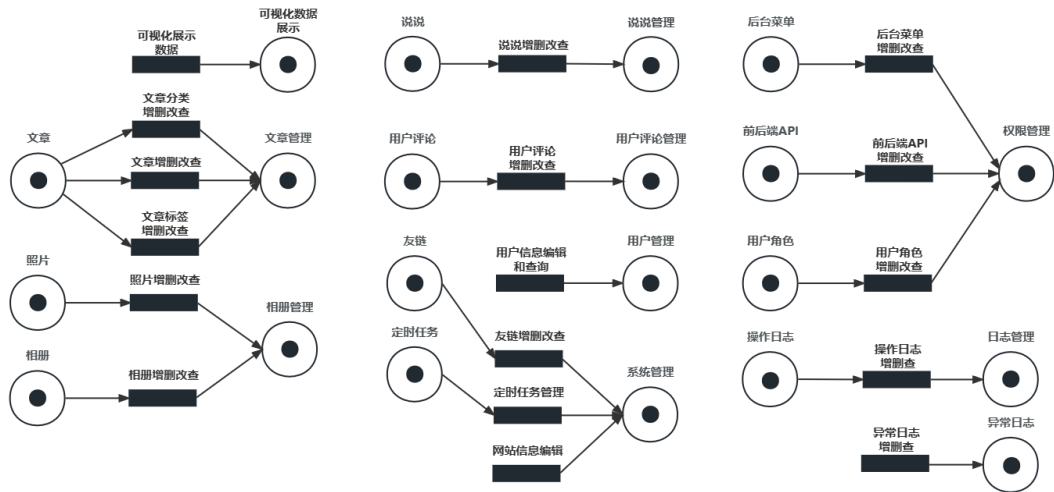 可视化展示
数据
可视化数据
展示
文章
文章分类
增删改查
文章增删改查
文章标签
增删改查
文章管理
照片
照片增删改查
相册
相册增删改查
相册管理
说说
说说增删改查
说说管理
用户评论
用户评论
增删改查
用户评论管理
友链
用户信息编辑
和查询
用户管理
定时任务
友链增删改查
定时任务管理
网站信息编辑
系统管理
后台菜单
后台菜单
增删改查
前后端API
前后端API
增删改查
权限管理
用户角色
用户角色
增删改查
操作日志
操作日志
增删查
日志管理
异常日志
增删查
异常日志